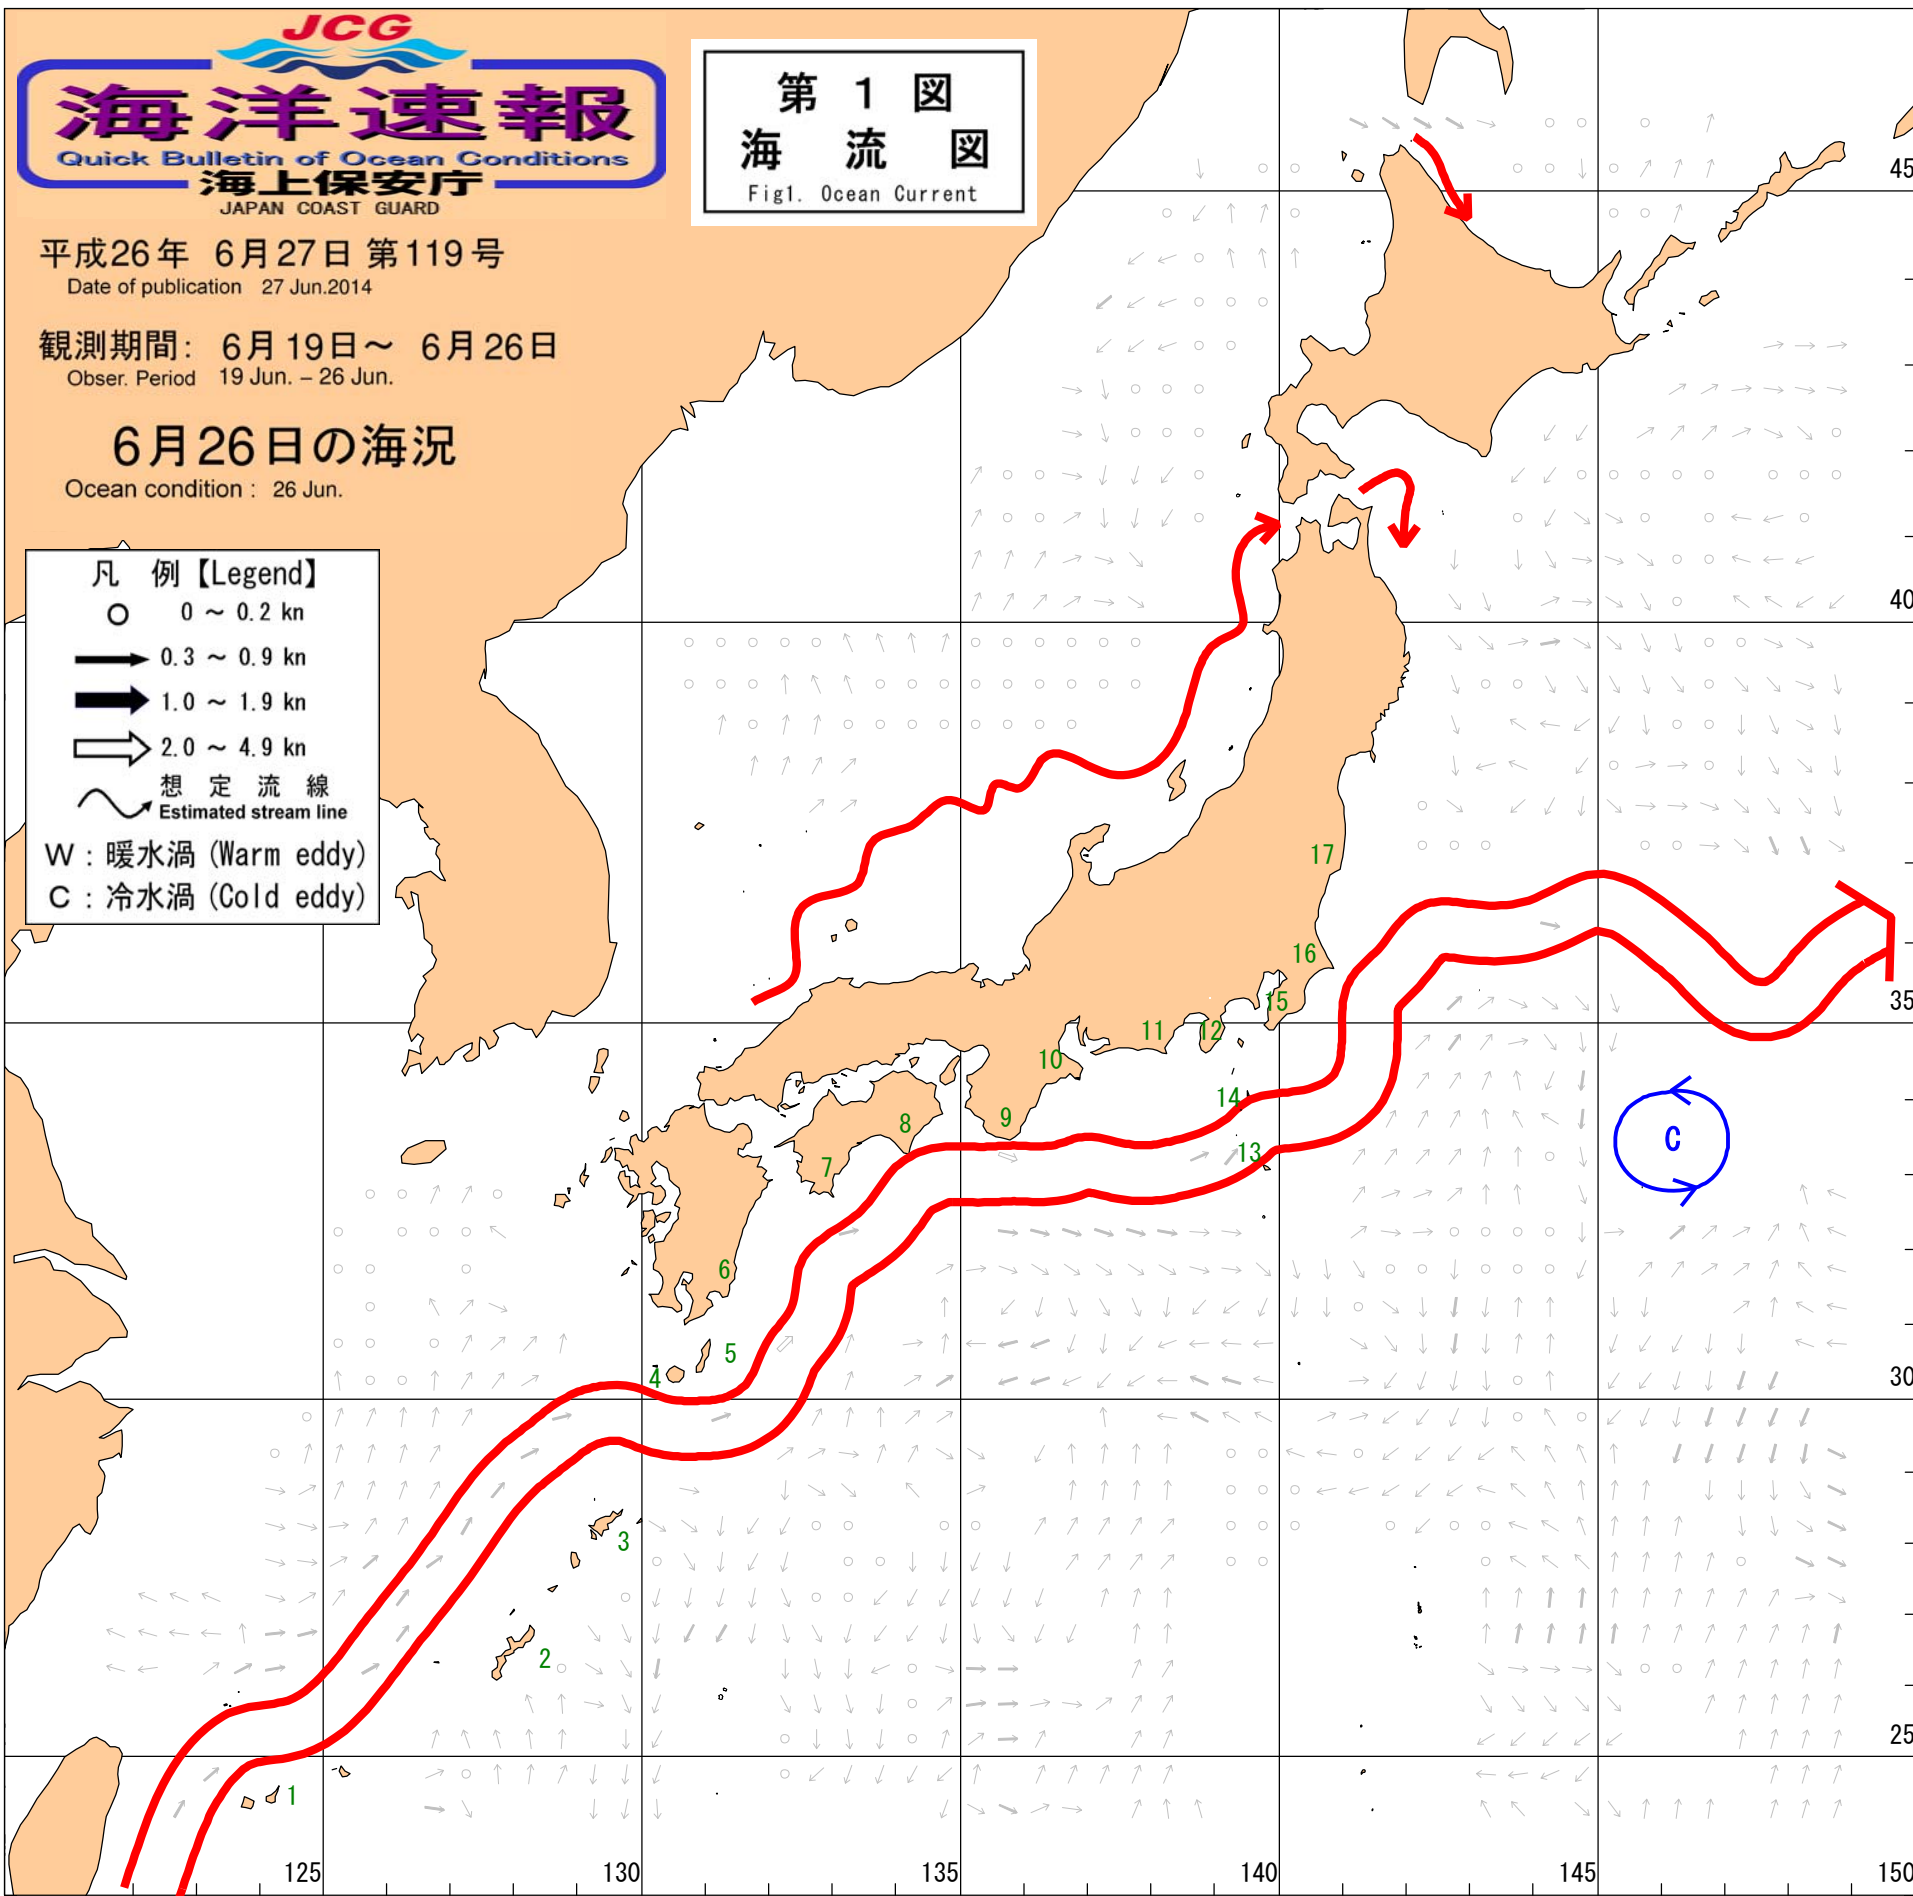 JCG
海洋速報
Quick Bulletin of Ocean Conditions
海上保安庁
JAPAN COAST GUARD
平成26年 6月27日 第119号
Date of publication 27 Jun.2014
観測期間: 6月19日～ 6月26日
Obser. Period 19 Jun. – 26 Jun.
6月26日の海況
Ocean condition : 26 Jun.
第 1 図
海 流 図
Fig1. Ocean Current
凡 例【Legend】
0 ～ 0.2 kn
0.3 ～ 0.9 kn
1.0 ～ 1.9 kn
2.0 ～ 4.9 kn
想 定 流 線
Estimated stream line
W : 暖水渦 (Warm eddy)
C : 冷水渦 (Cold eddy)
45
40
17
16
35
15
11
12
10
14
9
8
C
13
7
6
5
4
30
3
2
25
1
125
130
135
140
145
150